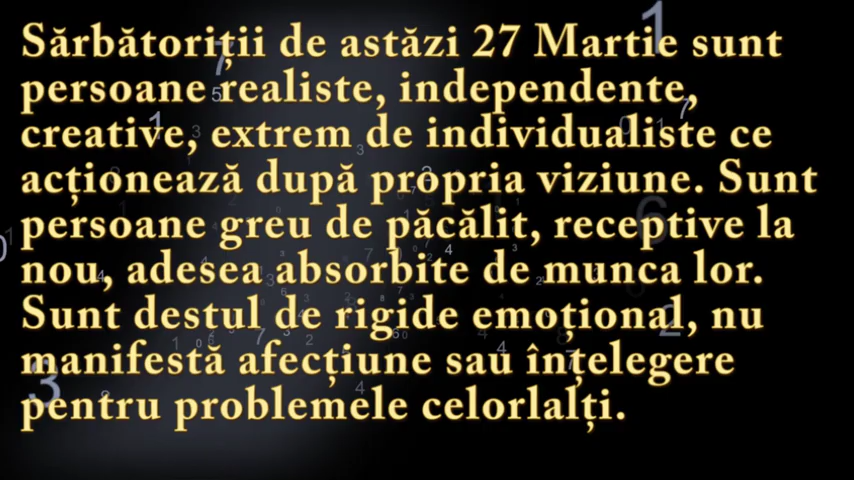 Sărbătoriții de astăzi 27 Martie sunt
persoane realiste, independente,
creative, extrem de individualiste ce
acționează după propria viziune. Sunt
persoane greu de păcălit, receptive la
nou, adesea absorbite de munca lor.
Sunt destul de rigide emoțional, nu
manifestă afecțiune sau înțelegere
pentru problemele celorlalți.